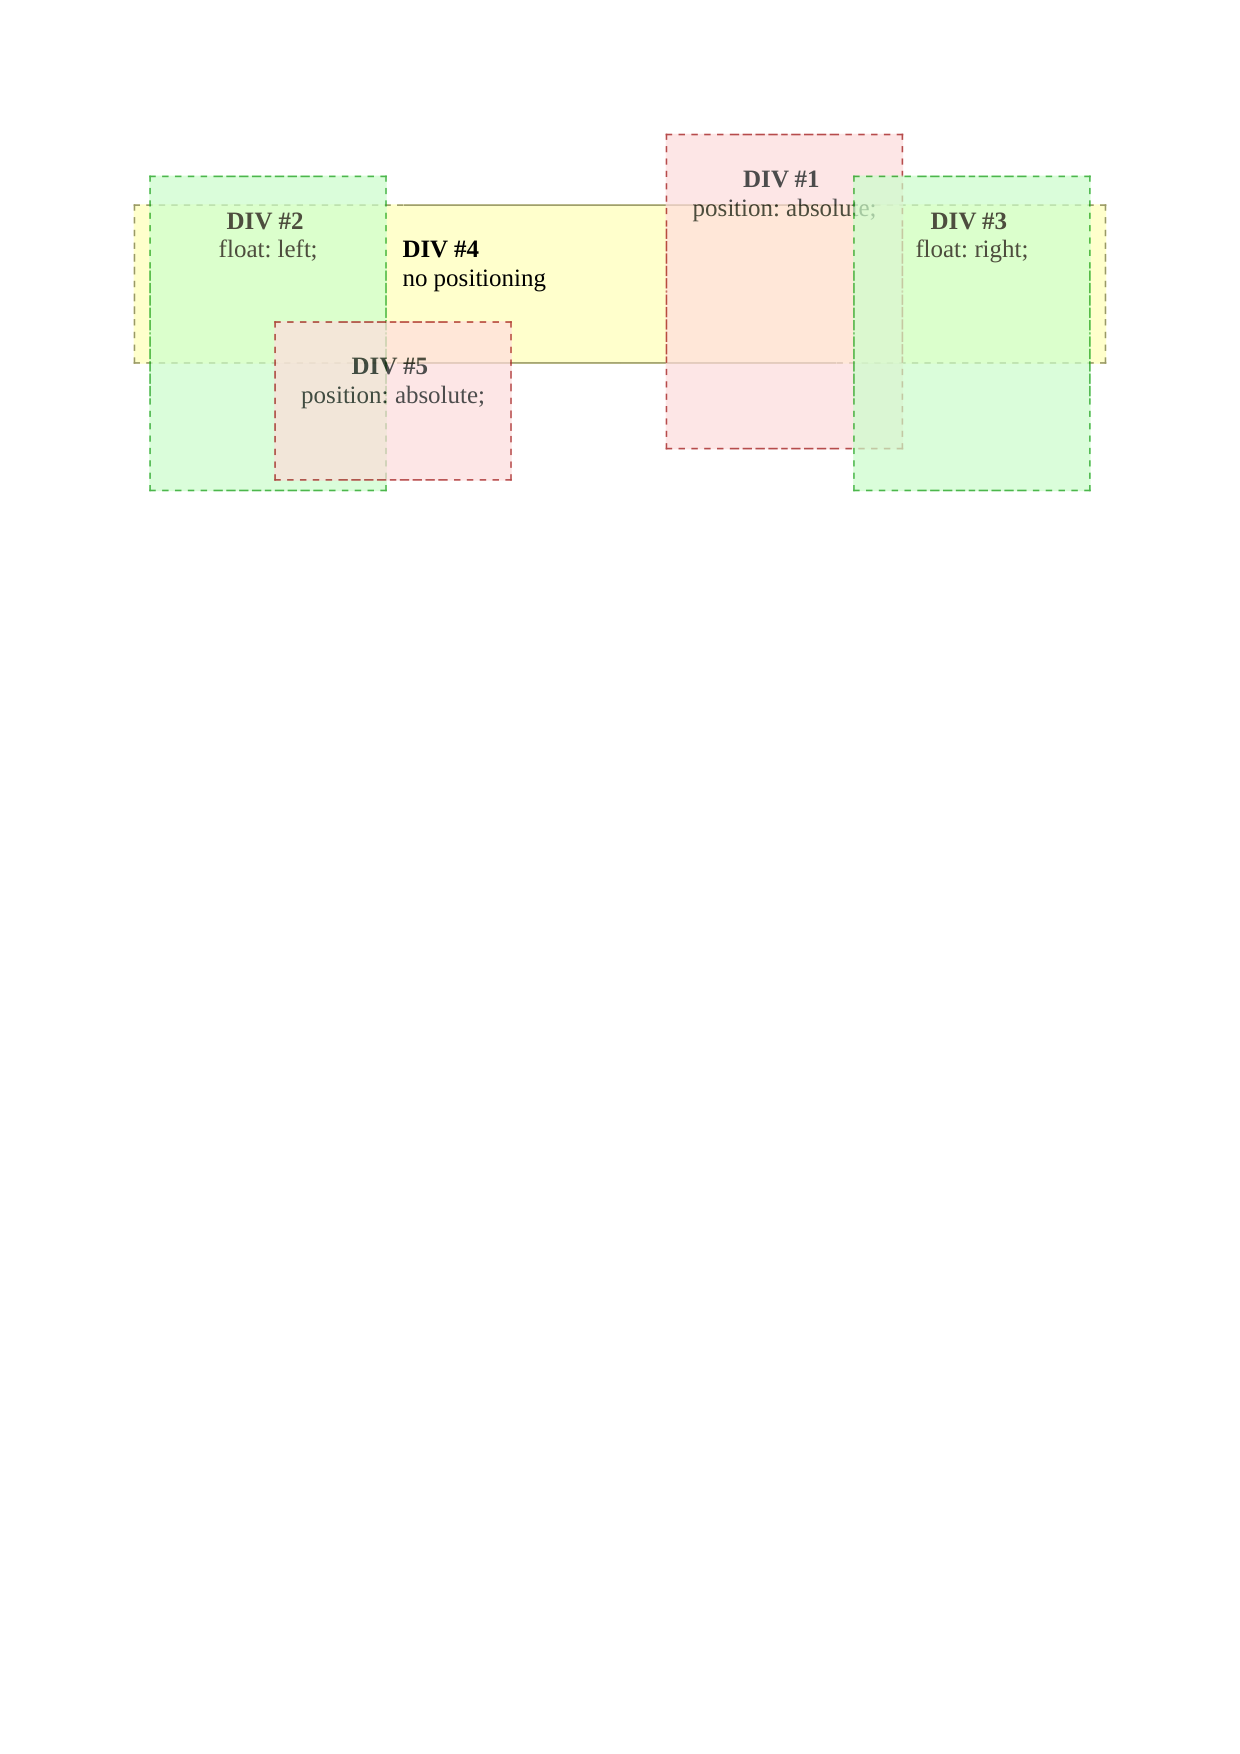 DIV #1
position: absolute;
DIV #2
float: left;
DIV #3
float: right;
DIV #4
no positioning
DIV #5
position: absolute;